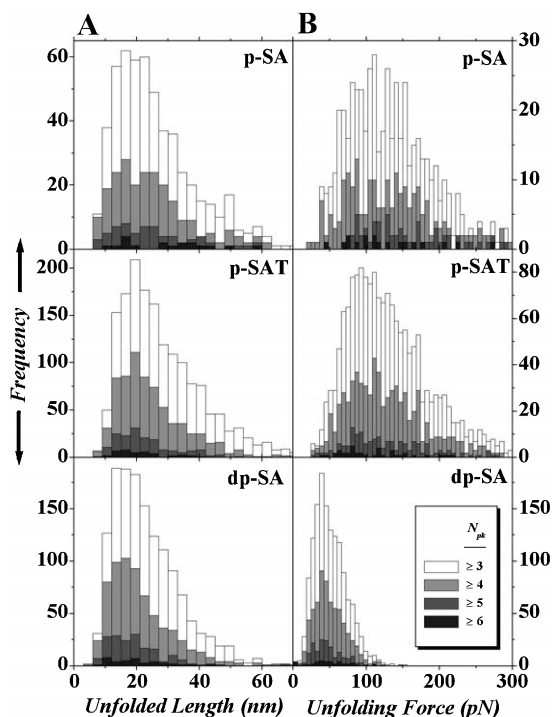 A
B
p-SA
p-SA
60
40
20
0
30
20
10
0
p-SAT
p-SAT
200
150
100
50
0
80
60
40
20
0
Frequency
dp-SA
dp-SA
150
100
50
0
150
100
50
0
N_pk
≥ 3
≥ 4
≥ 5
≥ 6
0 20 40 60
0 100 200 300
Unfolded Length (nm)
Unfolding Force (pN)